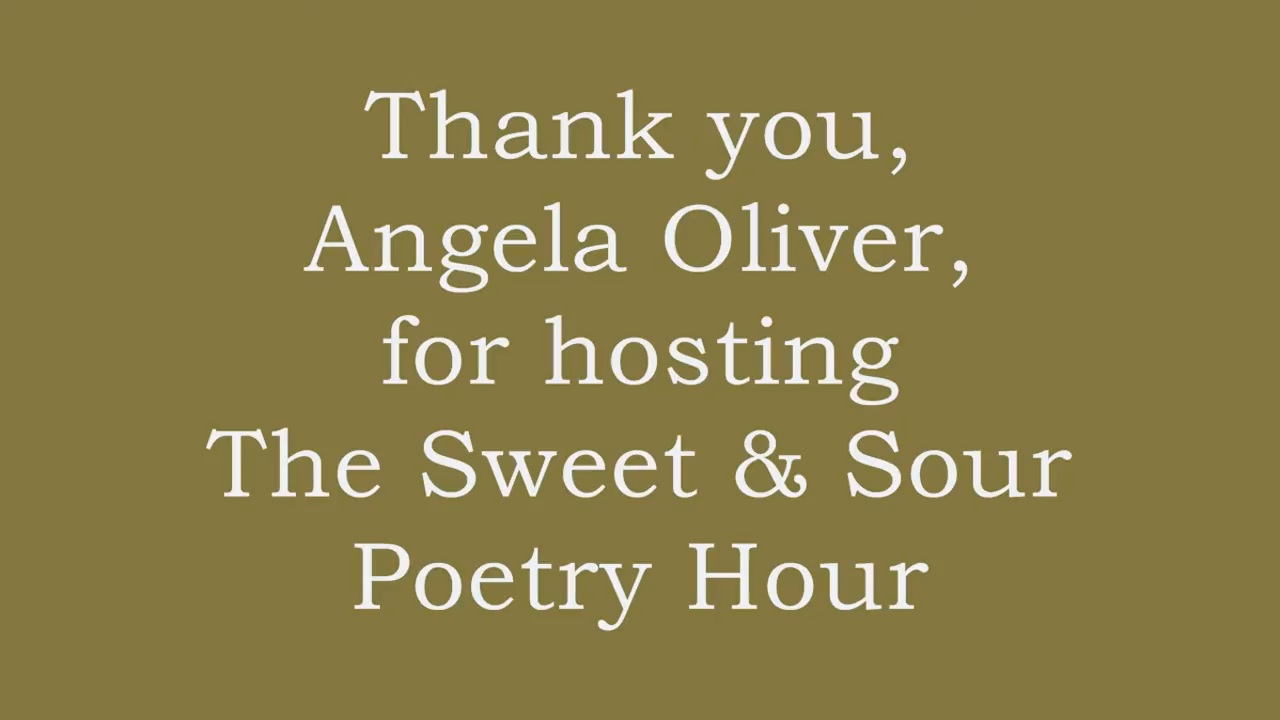 Thank you,
Angela Oliver,
for hosting
The Sweet & Sour
Poetry Hour